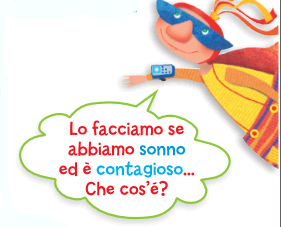 Lo facciamo se
abbiamo sonno
ed è contagioso...
Che cos'é?